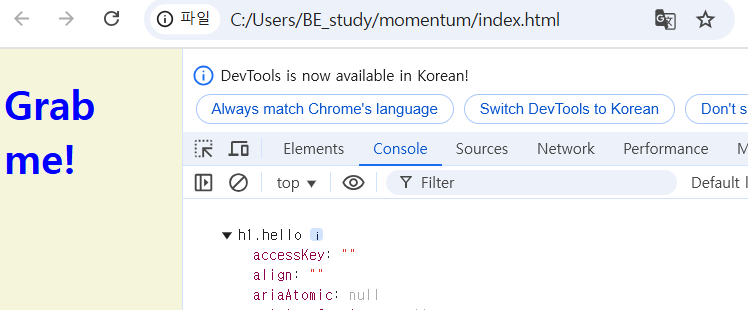 파일 C:/Users/BE_study/momentum/index.html
Grab
me!
DevTools is now available in Korean!
Always match Chrome's language Switch DevTools to Korean Don't s
Elements Console Sources Network Performance M
top Filter Default l
h1.hello i
accessKey: ""
align: ""
ariaAtomic: null